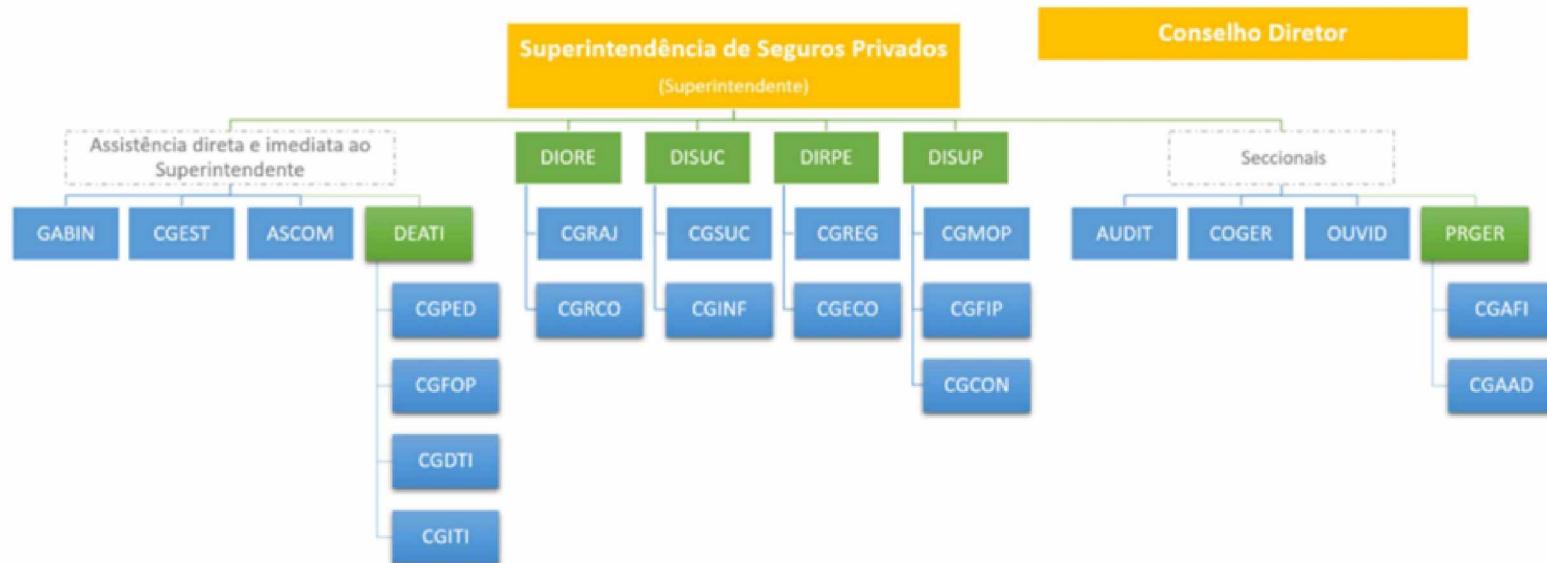 Superintendência de Seguros Privados
(Superintendente)
Conselho Diretor
Assistência direta e imediata ao
Superintendente
DIORE
DISUC
DIRPE
DISUP
Seccionais
GABIN
CGEST
ASCOM
DEATI
CGRAJ
CGSUC
CGREG
CGMOP
AUDIT
COGER
OUVID
PRGER
CGPED
CGRCO
CGINF
CGECO
CGFIP
CGAFI
CGFOP
CGCON
CGAAD
CGDTI
CGITI